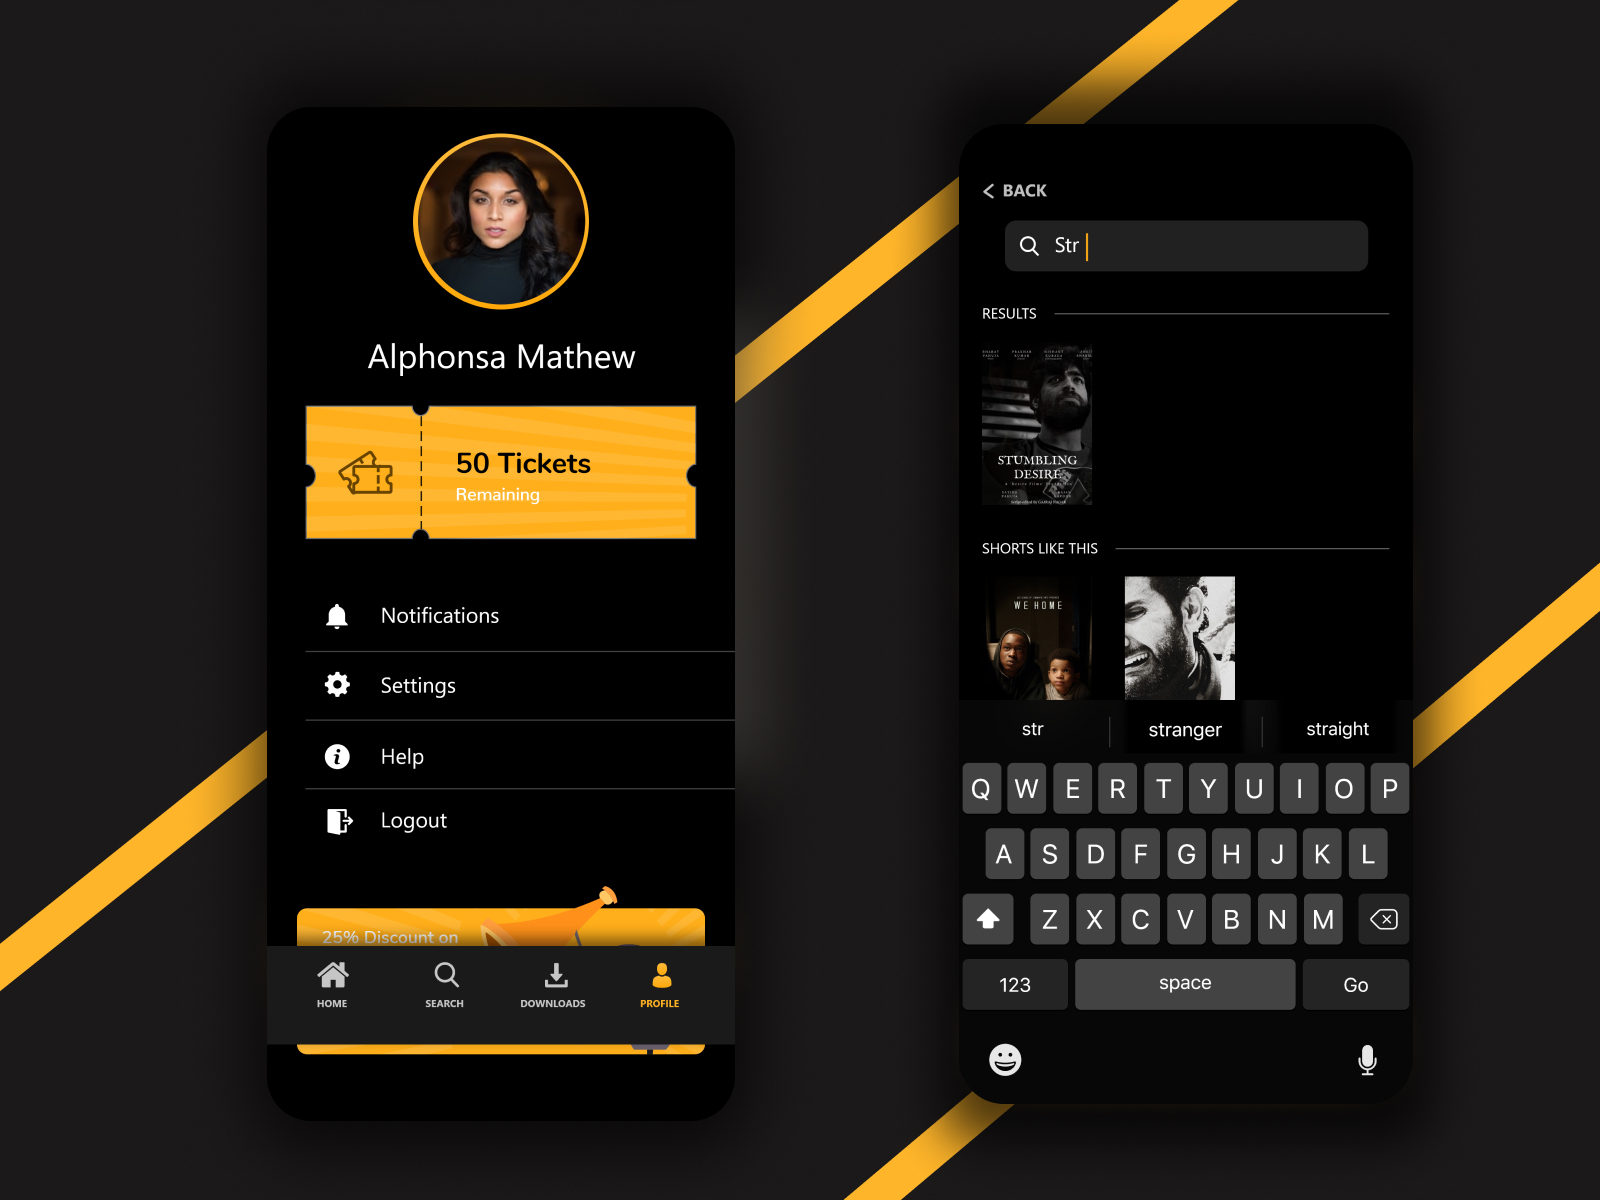 Alphonsa Mathew
50 Tickets
Remaining
Notifications
Settings
Help
Logout
25% Discount on
HOME
SEARCH
DOWNLOADS
PROFILE
BACK
Str
RESULTS
STUMBLING
DESIRE
SHORTS LIKE THIS
WE HOME
str
stranger
straight
Q W E R T Y U I O P
A S D F G H J K L
Z X C V B N M
123
space
Go